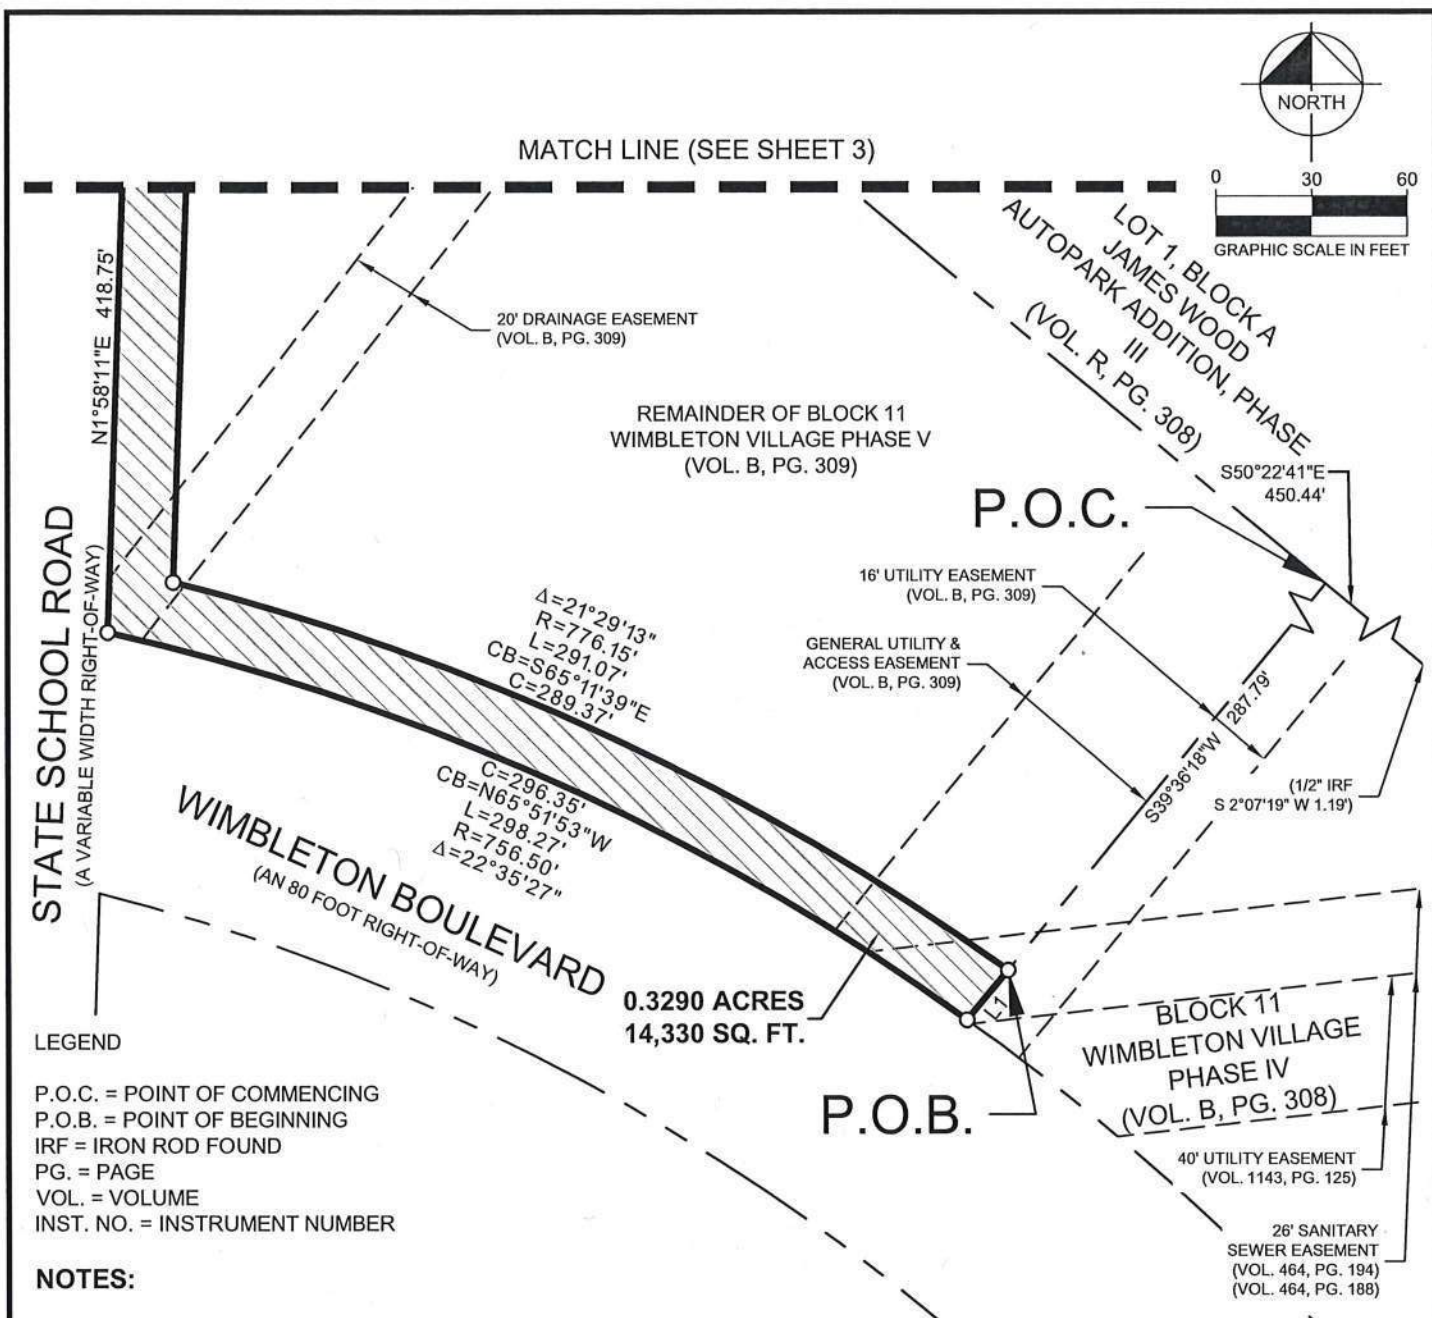 NORTH
MATCH LINE (SEE SHEET 3)
0 30 60
GRAPHIC SCALE IN FEET
LOT 1, BLOCK A
JAMES WOOD
AUTOPARK ADDITION, PHASE
III
(VOL. R, PG. 308)
N1°58'11"E 418.75'
20' DRAINAGE EASEMENT
(VOL. B, PG. 309)
REMAINDER OF BLOCK 11
WIMBLETON VILLAGE PHASE V
(VOL. B, PG. 309)
S50°22'41"E
450.44'
P.O.C.
16' UTILITY EASEMENT
(VOL. B, PG. 309)
GENERAL UTILITY &
ACCESS EASEMENT
(VOL. B, PG. 309)
S39°36'18"W 287.79'
(1/2" IRF
S 2°07'19" W 1.19')
STATE SCHOOL ROAD
(A VARIABLE WIDTH RIGHT-OF-WAY)
Δ=21°29'13"
R=776.15'
L=291.07'
CB=S65°11'39"E
C=289.37'
C=296.35'
CB=N65°51'53"W
L=298.27'
R=756.50'
Δ=22°35'27"
WIMBLETON BOULEVARD
(AN 80 FOOT RIGHT-OF-WAY)
0.3290 ACRES
14,330 SQ. FT.
L1
P.O.B.
BLOCK 11
WIMBLETON VILLAGE
PHASE IV
(VOL. B, PG. 308)
40' UTILITY EASEMENT
(VOL. 1143, PG. 125)
26' SANITARY
SEWER EASEMENT
(VOL. 464, PG. 194)
(VOL. 464, PG. 188)
LEGEND
P.O.C. = POINT OF COMMENCING
P.O.B. = POINT OF BEGINNING
IRF = IRON ROD FOUND
PG. = PAGE
VOL. = VOLUME
INST. NO. = INSTRUMENT NUMBER
NOTES: